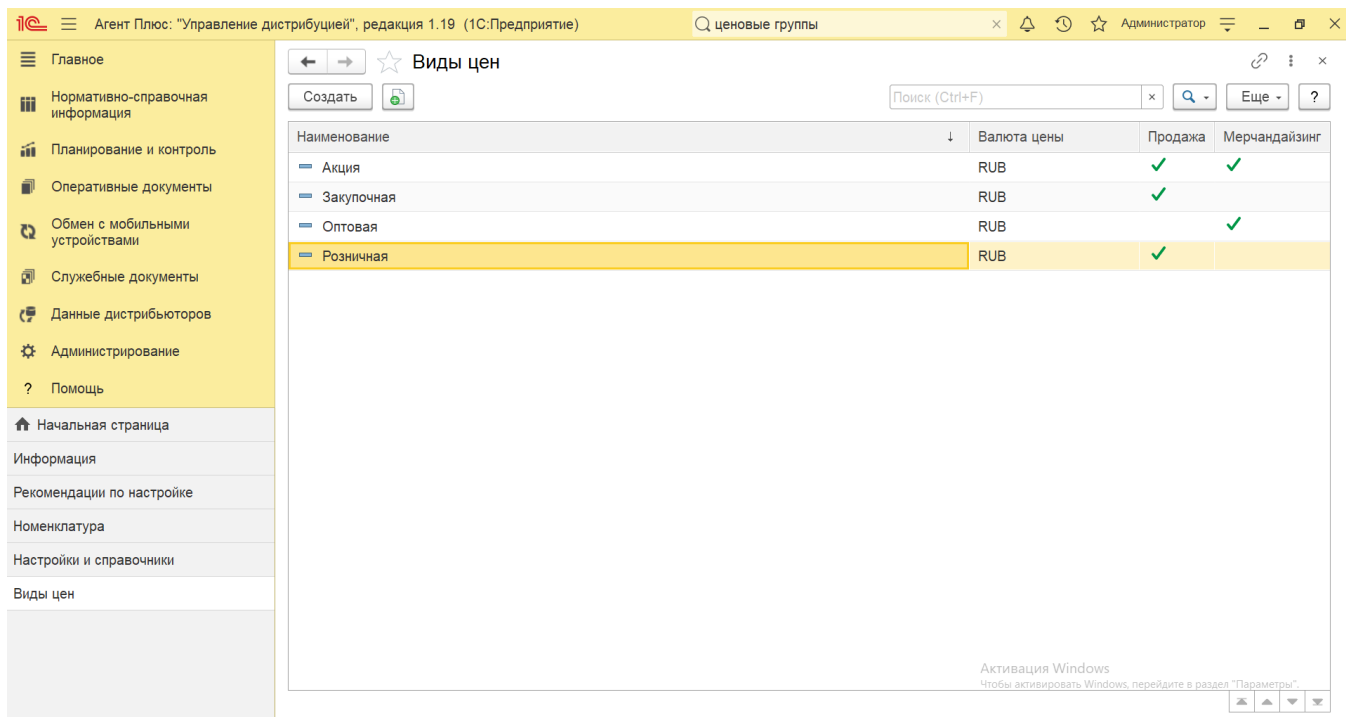 Агент Плюс: "Управление дистрибуцией", редакция 1.19 (1С:Предприятие)
ценовые группы
Администратор
Главное
Нормативно-справочная
информация
Планирование и контроль
Оперативные документы
Обмен с мобильными
устройствами
Служебные документы
Данные дистрибьюторов
Администрирование
? Помощь
Начальная страница
Информация
Рекомендации по настройке
Номенклатура
Настройки и справочники
Виды цен
Виды цен
Создать
Поиск (Ctrl+F)
Еще
?
Наименование ↓ Валюта цены Продажа Мерчандайзинг
Акция RUB
Закупочная RUB
Оптовая RUB
Розничная RUB
Активация Windows
Чтобы активировать Windows, перейдите в раздел "Параметры".